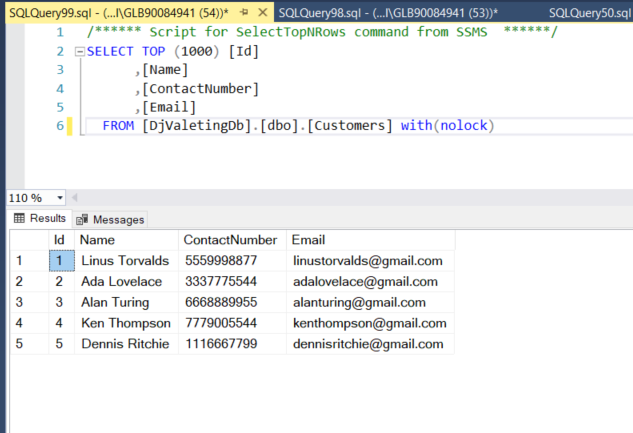 SQLQuery99.sql - (...I\GLB90084941 (54))* SQLQuery98.sql - (...I\GLB90084941 (53))* SQLQuery50.sql
1 /****** Script for SelectTopNRows command from SSMS ******/
2 SELECT TOP (1000) [Id]
3 ,[Name]
4 ,[ContactNumber]
5 ,[Email]
6 FROM [DjValetingDb].[dbo].[Customers] with(nolock)
110 %
Results Messages
Id Name ContactNumber Email
1 1 Linus Torvalds 5559998877 linustorvalds@gmail.com
2 2 Ada Lovelace 3337775544 adalovelace@gmail.com
3 3 Alan Turing 6668889955 alanturing@gmail.com
4 4 Ken Thompson 7779005544 kenthompson@gmail.com
5 5 Dennis Ritchie 1116667799 dennisritchie@gmail.com